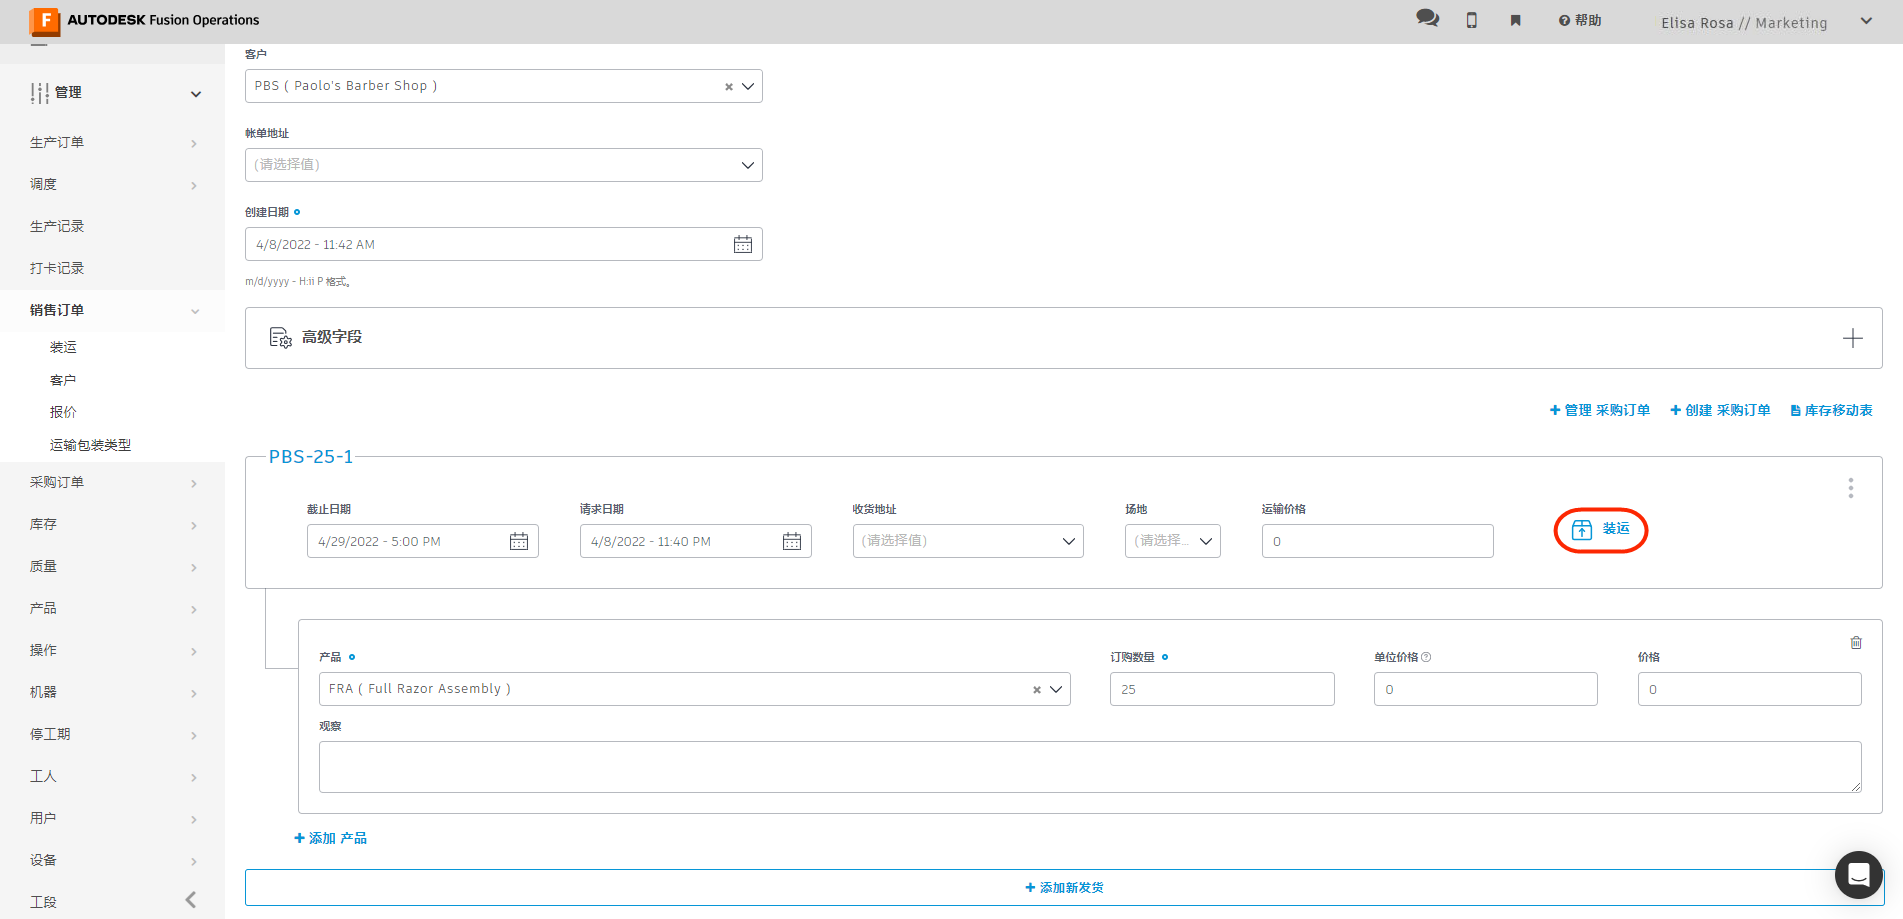 F AUTODESK Fusion Operations
帮助
Elisa Rosa // Marketing
管理
生产订单
调度
生产记录
打卡记录
销售订单
装运
客户
报价
运输包装类型
采购订单
库存
质量
产品
操作
机器
停工期
工人
用户
设备
工段
客户
PBS ( Paolo's Barber Shop )
帐单地址
(请选择值)
创建日期
4/8/2022 - 11:42 AM
m/d/yyyy - H:ii P 格式。
高级字段
+ 管理 采购订单
+ 创建 采购订单
库存移动表
PBS-25-1
截止日期
4/29/2022 - 5:00 PM
请求日期
4/8/2022 - 11:40 PM
收货地址
(请选择值)
场地
(请选择...
运输价格
0
装运
产品
FRA ( Full Razor Assembly )
订购数量
25
单位价格
0
价格
0
观察
+ 添加 产品
+ 添加新发货